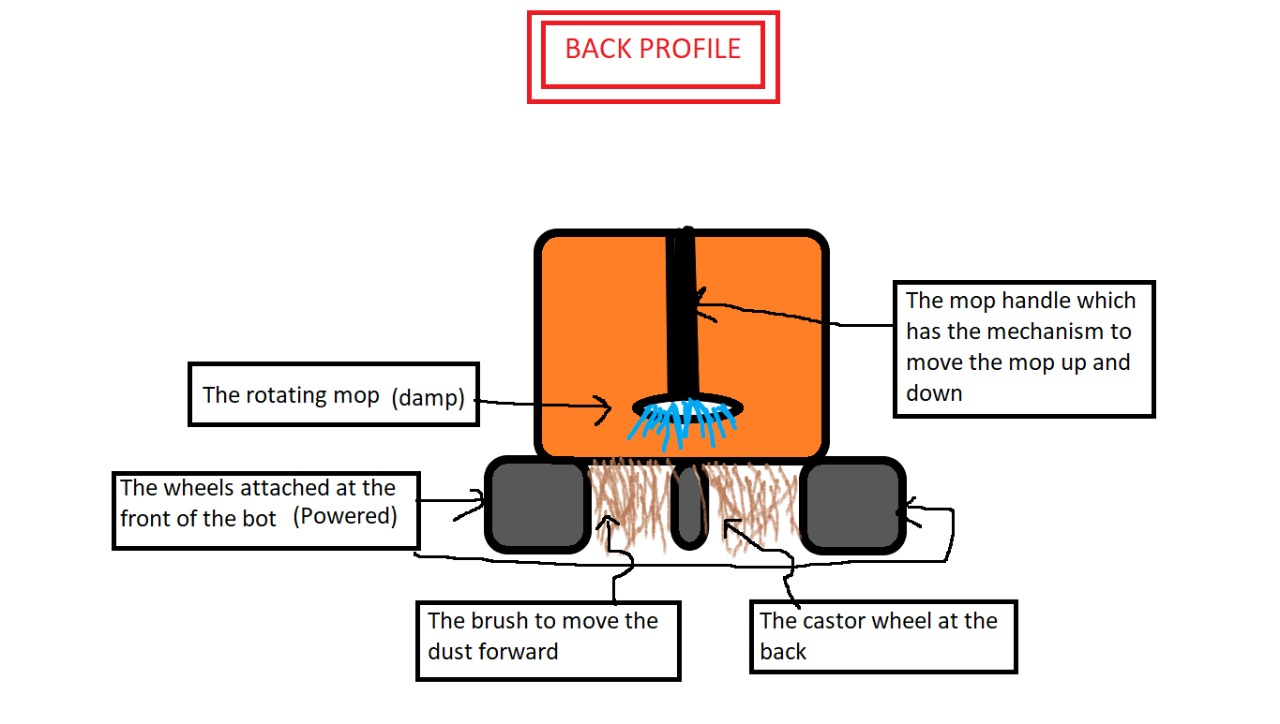 BACK PROFILE
The mop handle which
has the mechanism to
move the mop up and
down
The rotating mop (damp)
The wheels attached at the
front of the bot (Powered)
The brush to move the
dust forward
The castor wheel at the
back